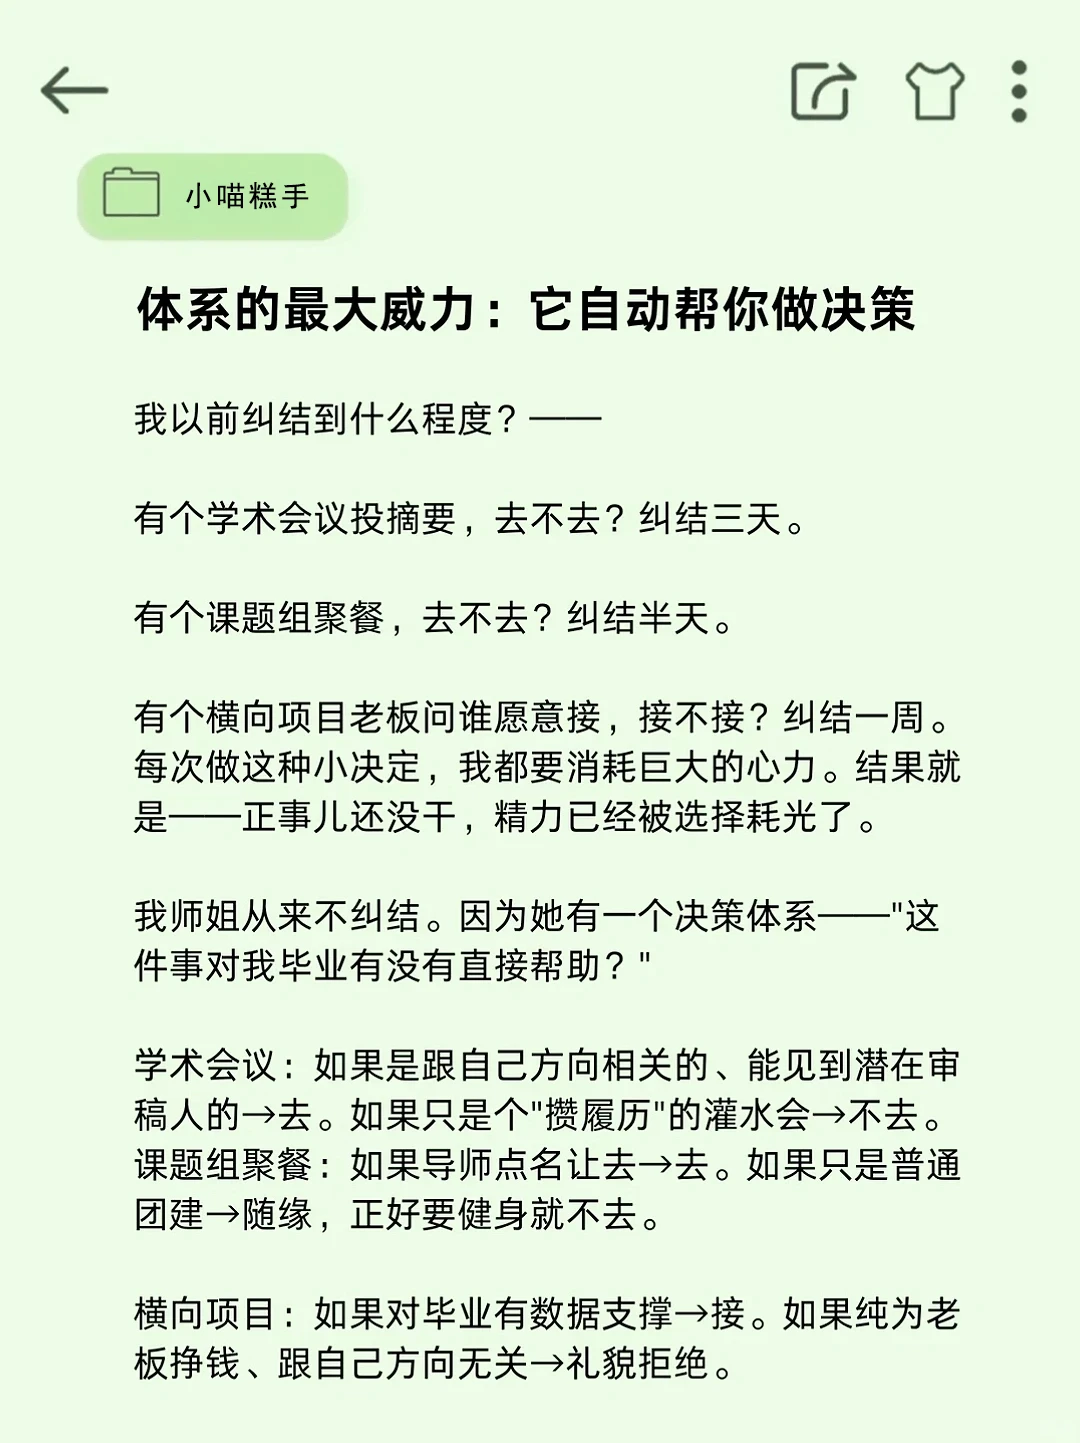 小喵糕手
体系的最大威力：它自动帮你做决策
我以前纠结到什么程度？——
有个学术会议投摘要，去不去？纠结三天。
有个课题组聚餐，去不去？纠结半天。
有个横向项目老板问谁愿意接，接不接？纠结一周。
每次做这种小决定，我都要消耗巨大的心力。结果就
是——正事儿还没干，精力已经被选择耗光了。
我师姐从来不纠结。因为她有一个决策体系——"这
件事对我毕业有没有直接帮助？"
学术会议：如果是跟自己方向相关的、能见到潜在审
稿人的→去。如果只是个"攒履历"的灌水会→不去。
课题组聚餐：如果导师点名让去→去。如果只是普通
团建→随缘，正好要健身就不去。
横向项目：如果对毕业有数据支撑→接。如果纯为老
板挣钱、跟自己方向无关→礼貌拒绝。